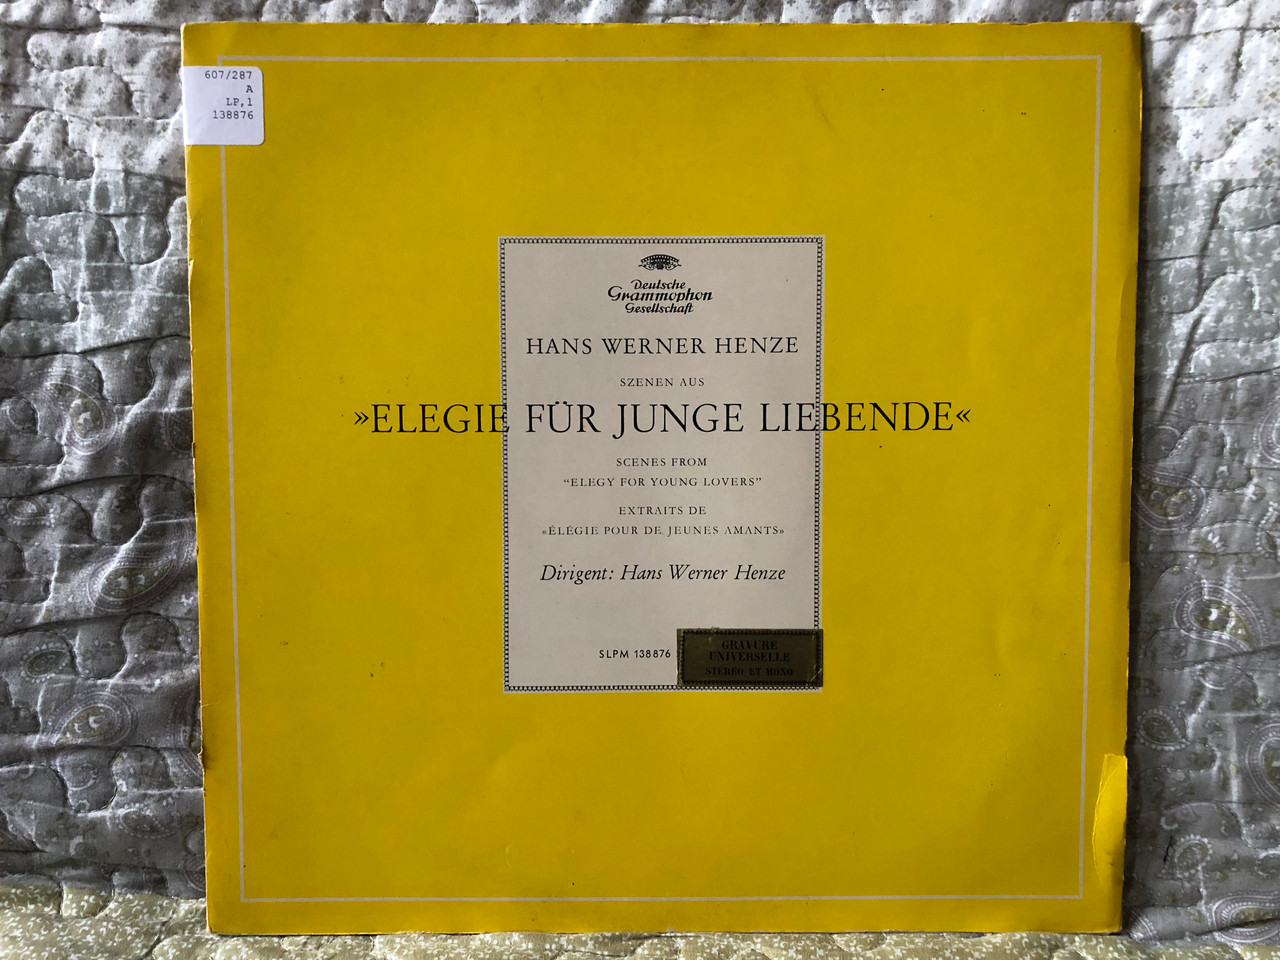 607/287
A
LP,1
138876
Deutsche
Grammophon
Gesellschaft
HANS WERNER HENZE
SZENEN AUS
»ELEGIE FÜR JUNGE LIEBENDE«
SCENES FROM
“ELEGY FOR YOUNG LOVERS”
EXTRAITS DE
«ÉLÉGIE POUR DE JEUNES AMANTS»
Dirigent: Hans Werner Henze
SLPM 138876
GRAVURE
UNIVERSELLE
STEREO ET MONO